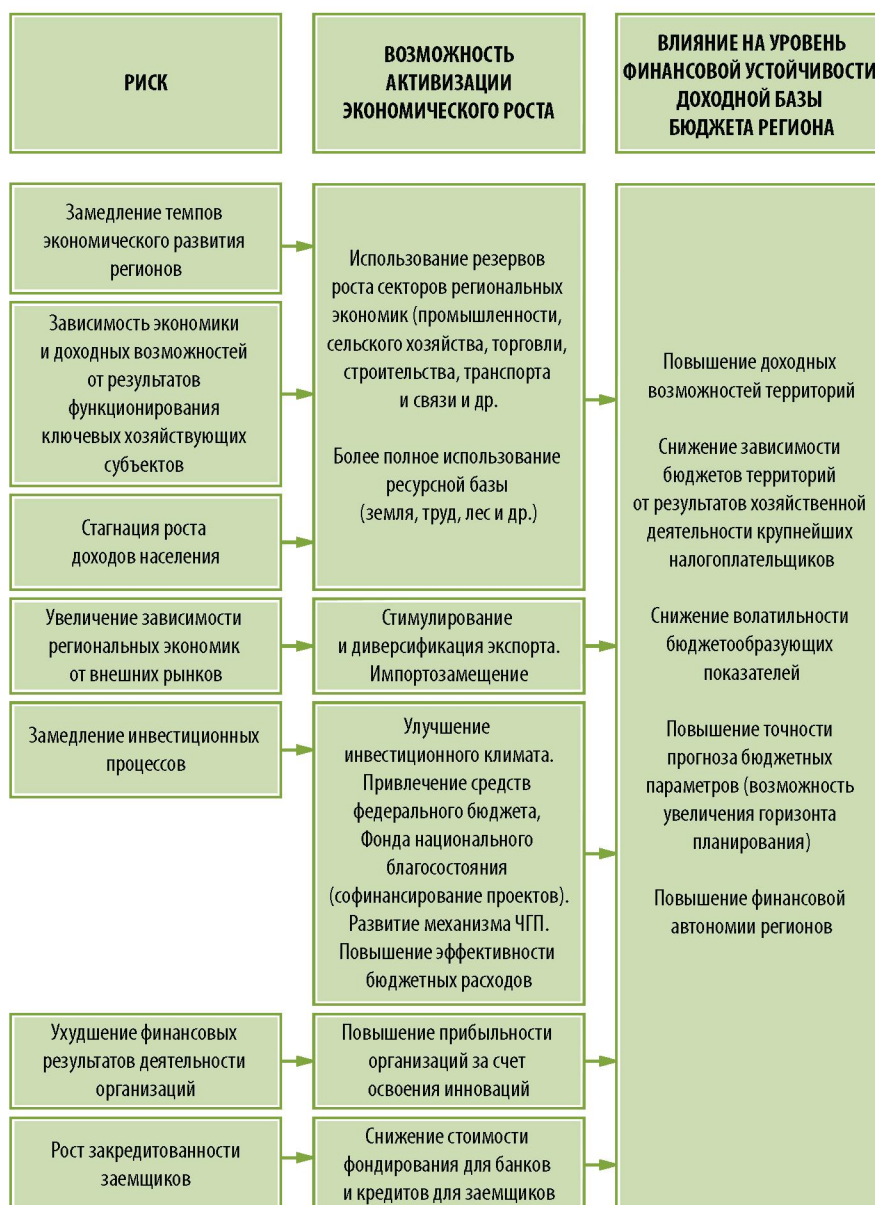 РИСК
ВОЗМОЖНОСТЬ
АКТИВИЗАЦИИ
ЭКОНОМИЧЕСКОГО РОСТА
ВЛИЯНИЕ НА УРОВЕНЬ
ФИНАНСОВОЙ УСТОЙЧИВОСТИ
ДОХОДНОЙ БАЗЫ
БЮДЖЕТА РЕГИОНА
Замедление темпов
экономического развития
регионов
Зависимость экономики
и доходных возможностей
от результатов
функционирования
ключевых хозяйствующих
субъектов
Стагнация роста
доходов населения
Использование резервов
роста секторов региональных
экономик (промышленности,
сельского хозяйства, торговли,
строительства, транспорта
и связи и др.
Более полное использование
ресурсной базы
(земля, труд, лес и др.)
Увеличение зависимости
региональных экономик
от внешних рынков
Стимулирование
и диверсификация экспорта.
Импортозамещение
Замедление инвестиционных
процессов
Улучшение
инвестиционного климата.
Привлечение средств
федерального бюджета,
Фонда национального
благосостояния
(софинансирование проектов).
Развитие механизма ЧГП.
Повышение эффективности
бюджетных расходов
Ухудшение финансовых
результатов деятельности
организаций
Повышение прибыльности
организаций за счет
освоения инноваций
Рост закредитованности
заемщиков
Снижение стоимости
фондирования для банков
и кредитов для заемщиков
Повышение доходных
возможностей территорий
Снижение зависимости
бюджетов территорий
от результатов хозяйственной
деятельности крупнейших
налогоплательщиков
Снижение волатильности
бюджетообразующих
показателей
Повышение точности
прогноза бюджетных
параметров (возможность
увеличения горизонта
планирования)
Повышение финансовой
автономии регионов